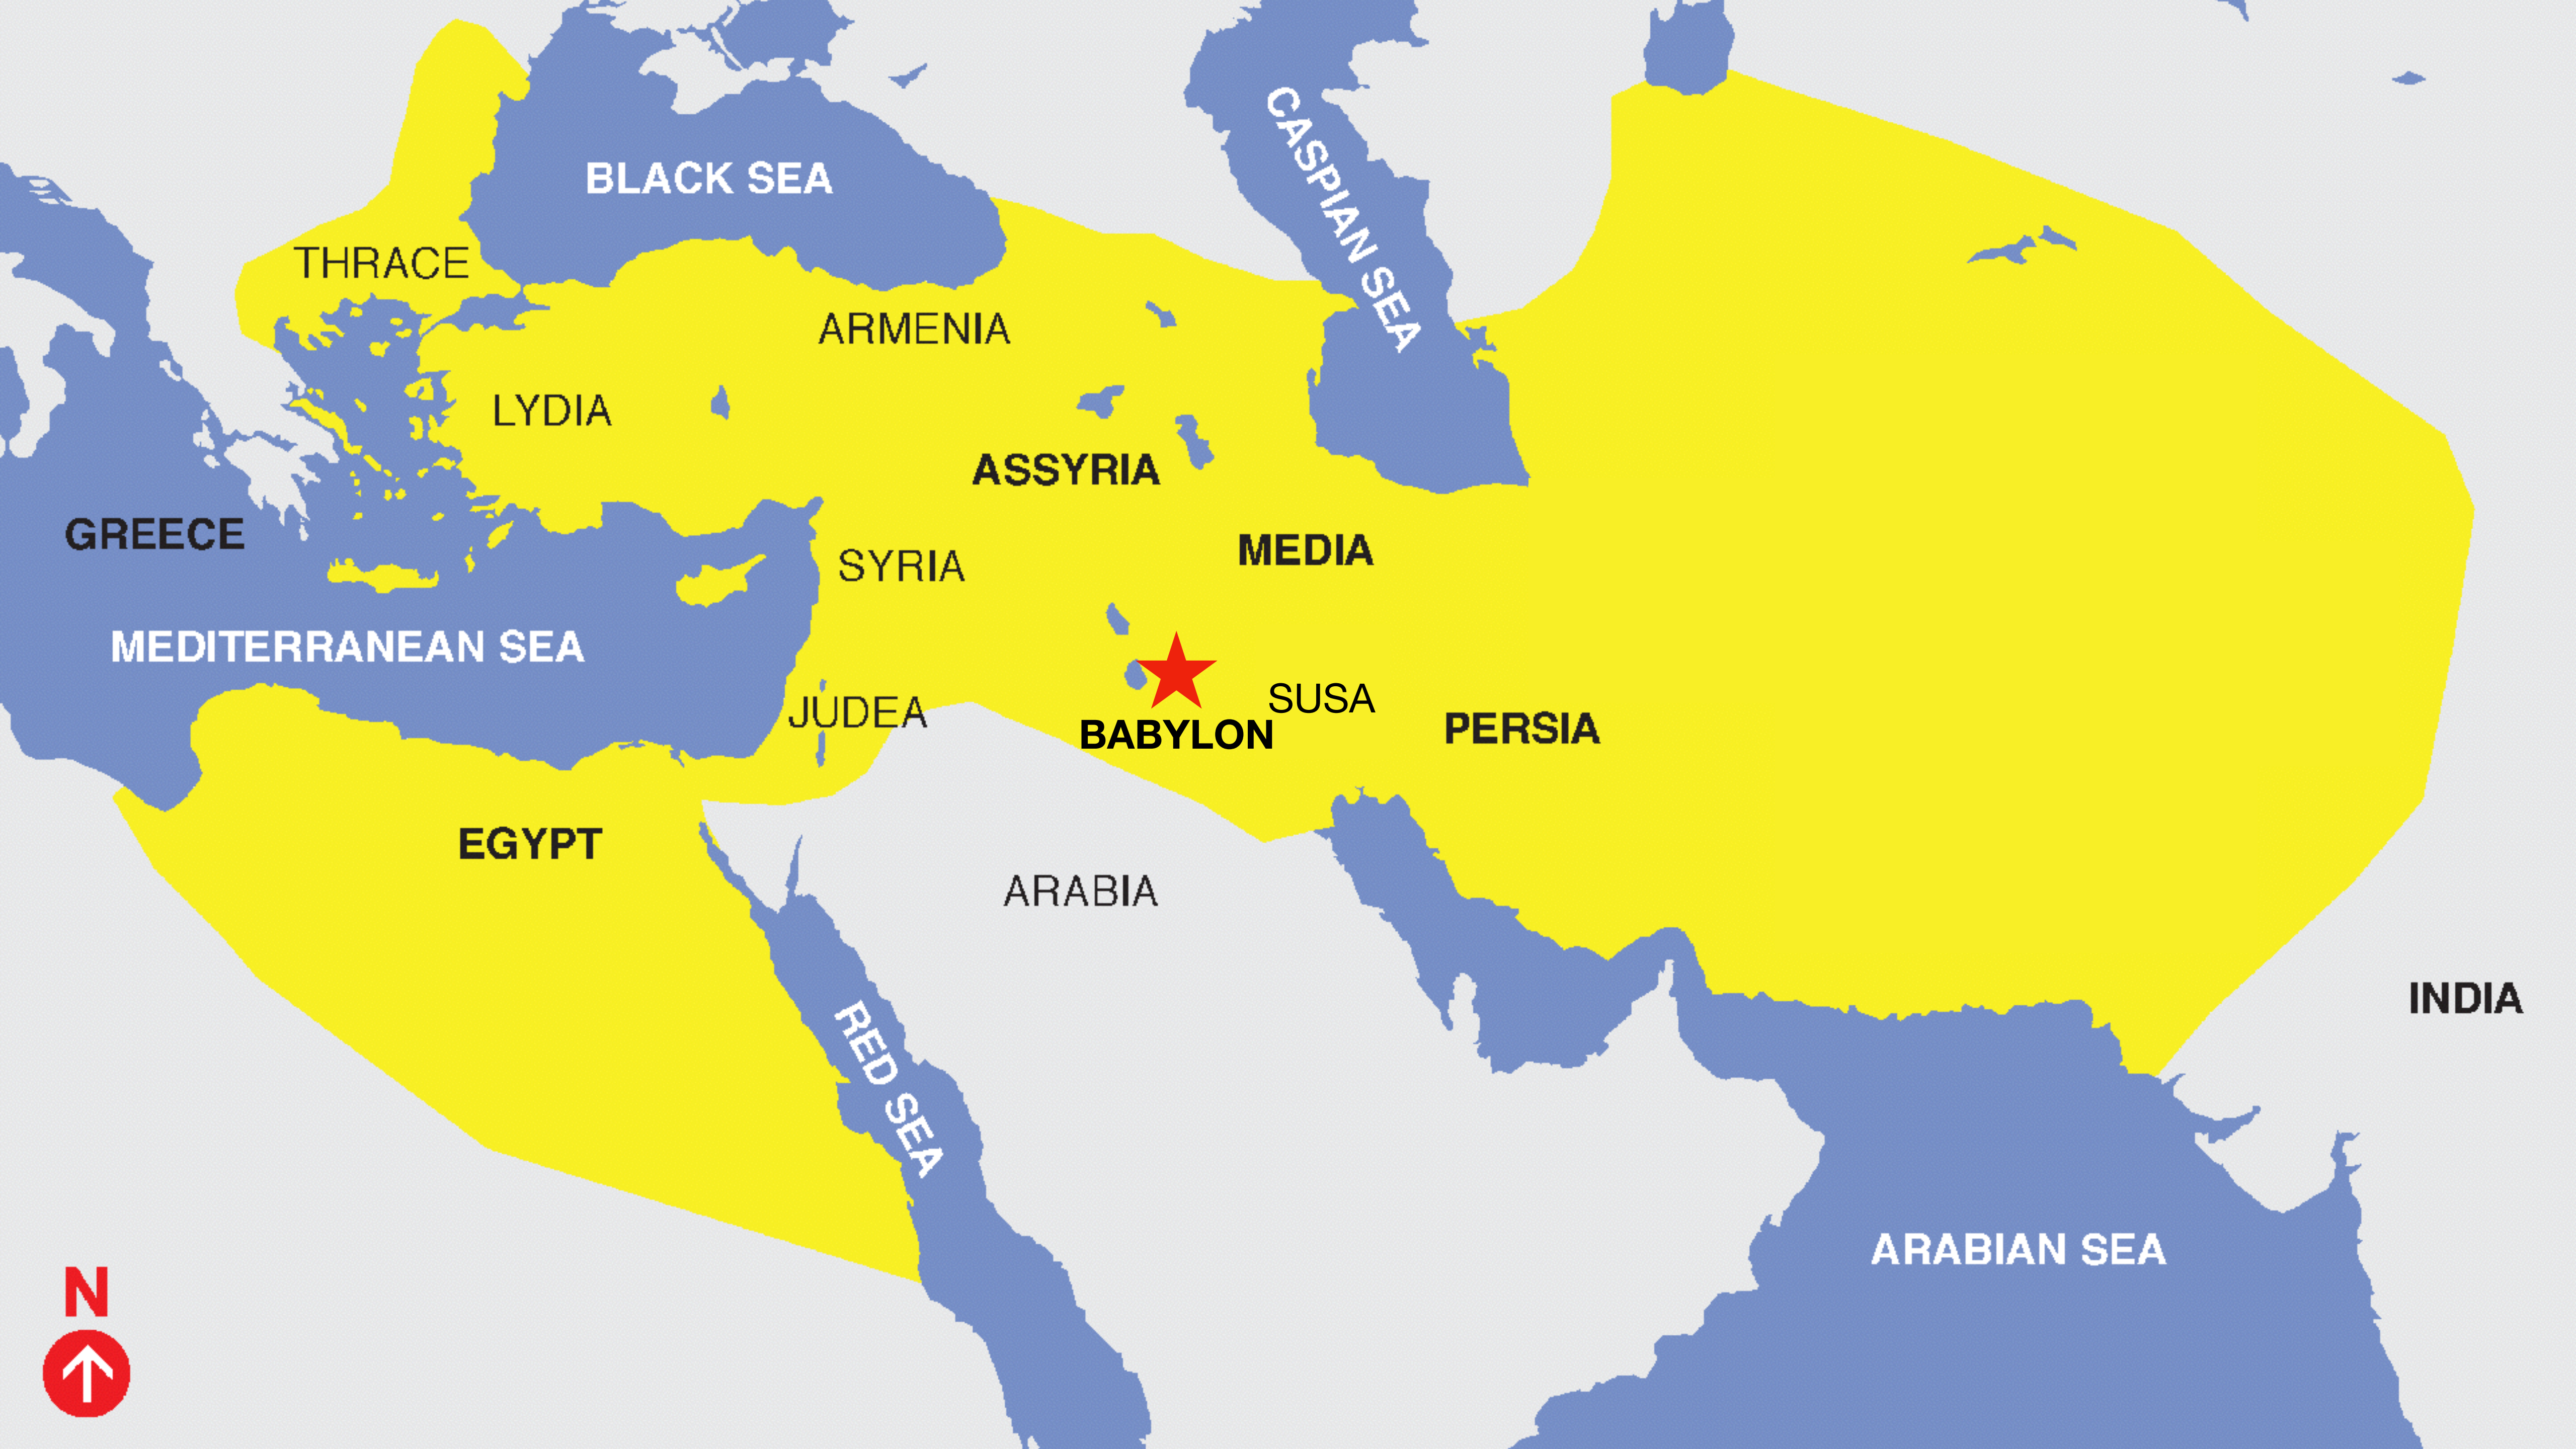 CASPIAN SEA
BLACK SEA
THRACE
ARMENIA
LYDIA
ASSYRIA
GREECE
MEDIA
SYRIA
MEDITERRANEAN SEA
SUSA
JUDEA
BABYLON
PERSIA
EGYPT
ARABIA
INDIA
RED SEA
ARABIAN SEA
N